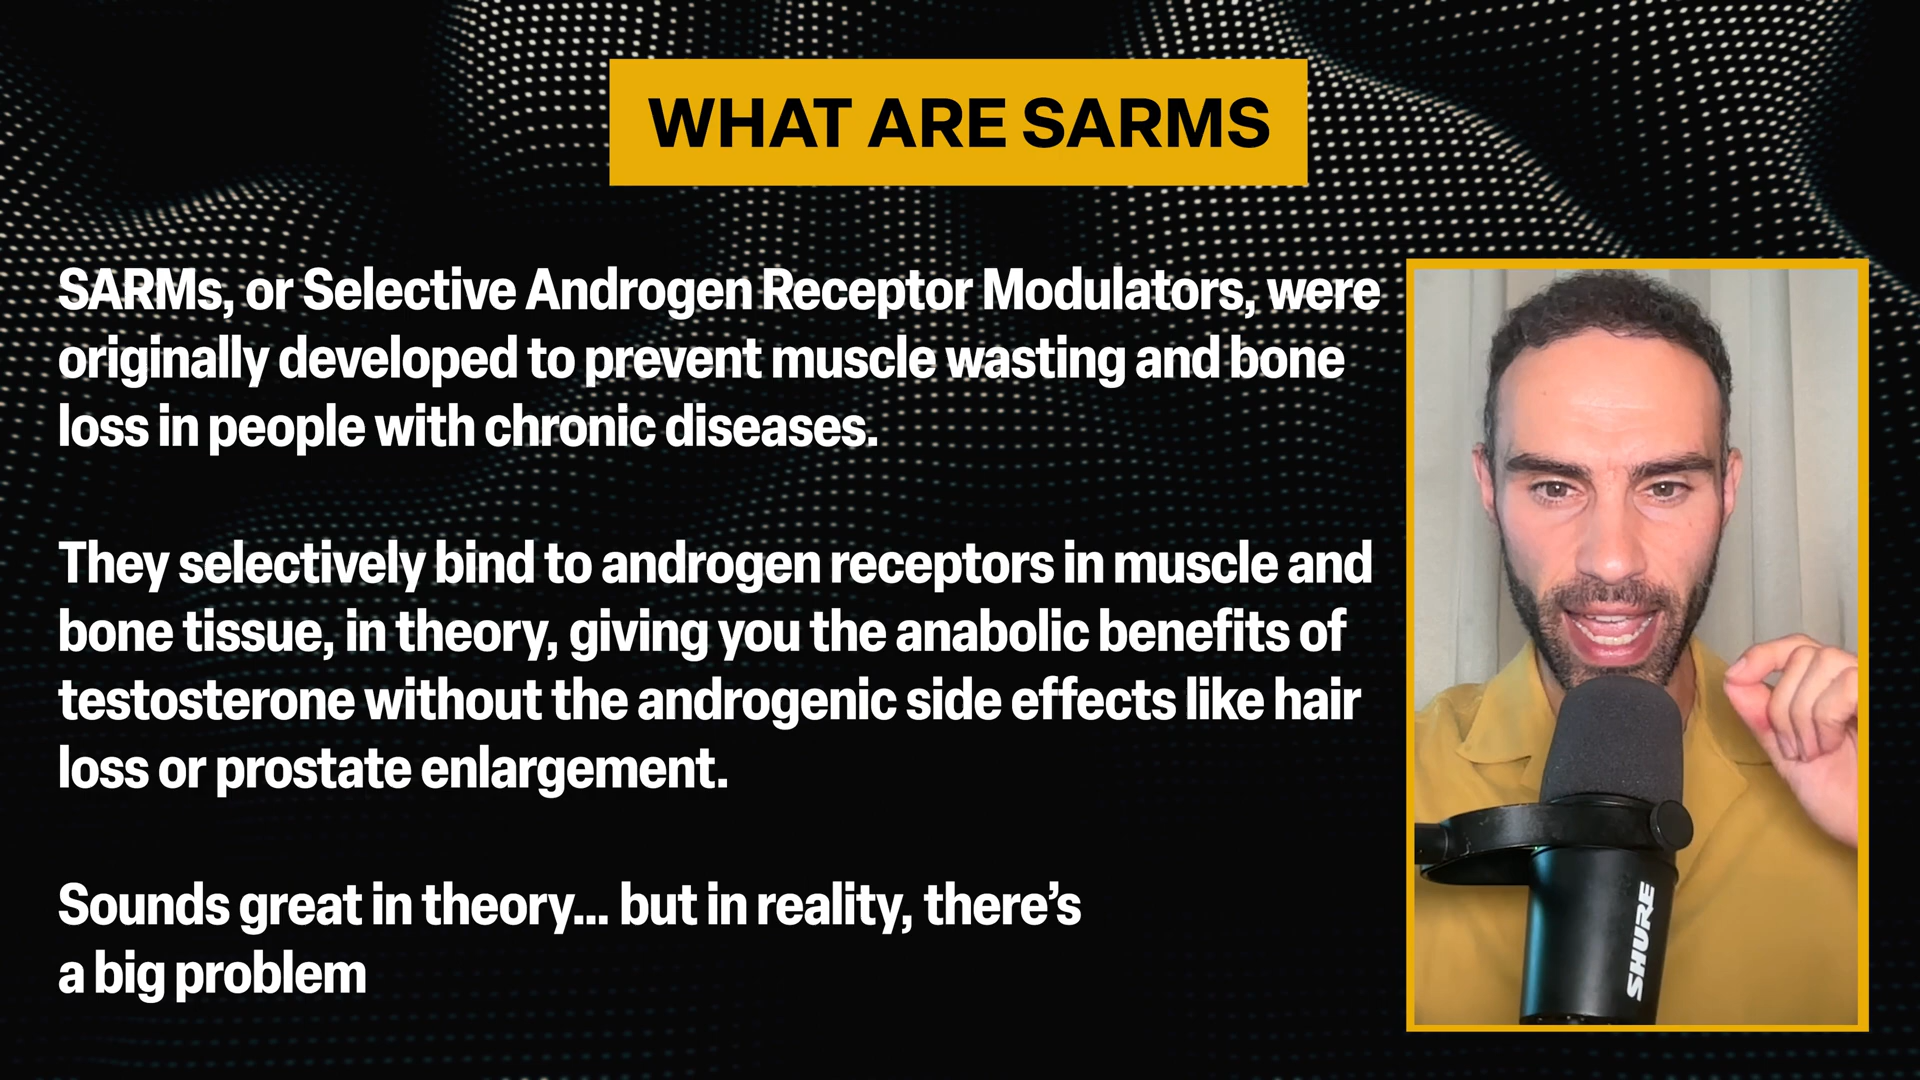 WHAT ARE SARMS
SARMs, or Selective Androgen Receptor Modulators, were
originally developed to prevent muscle wasting and bone
loss in people with chronic diseases.
They selectively bind to androgen receptors in muscle and
bone tissue, in theory, giving you the anabolic benefits of
testosterone without the androgenic side effects like hair
loss or prostate enlargement.
Sounds great in theory... but in reality, there’s
a big problem
SHURE